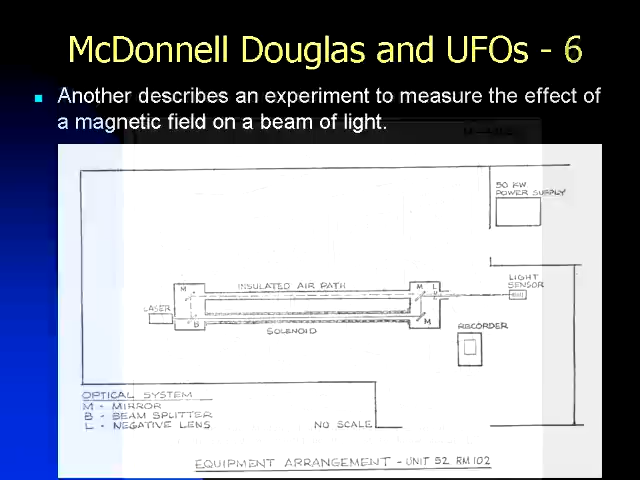 McDonnell Douglas and UFOs - 6
Another describes an experiment to measure the effect of
a magnetic field on a beam of light.
50 KW.
POWER SUPPLY
INSULATED AIR PATH
M
M L
LIGHT
SENSOR
LASER
B
M
SOLENOID
RECORDER
OPTICAL SYSTEM
M - MIRROR
B - BEAM SPLITTER
L - NEGATIVE LENS
NO SCALE
EQUIPMENT ARRANGEMENT - UNIT 52 RM 102